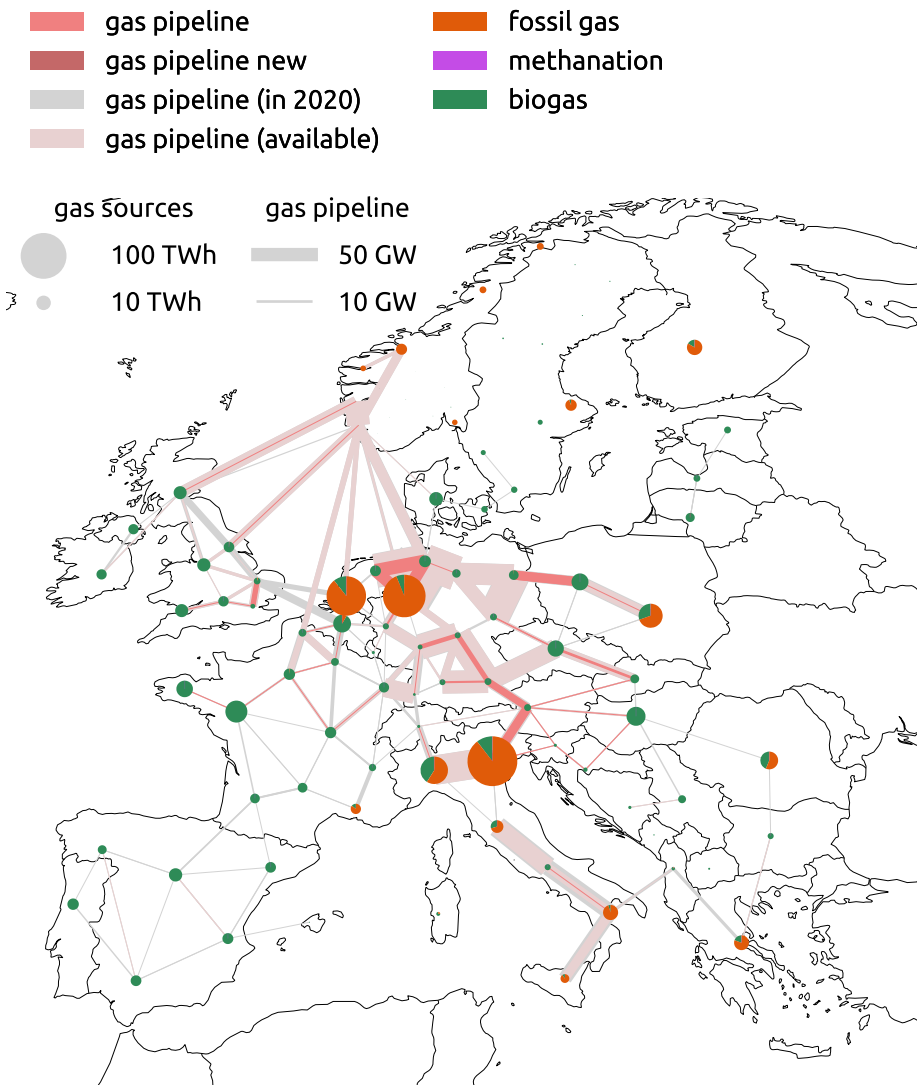 gas pipeline
gas pipeline new
gas pipeline (in 2020)
gas pipeline (available)
fossil gas
methanation
biogas
gas sources
100 TWh
10 TWh
gas pipeline
50 GW
10 GW